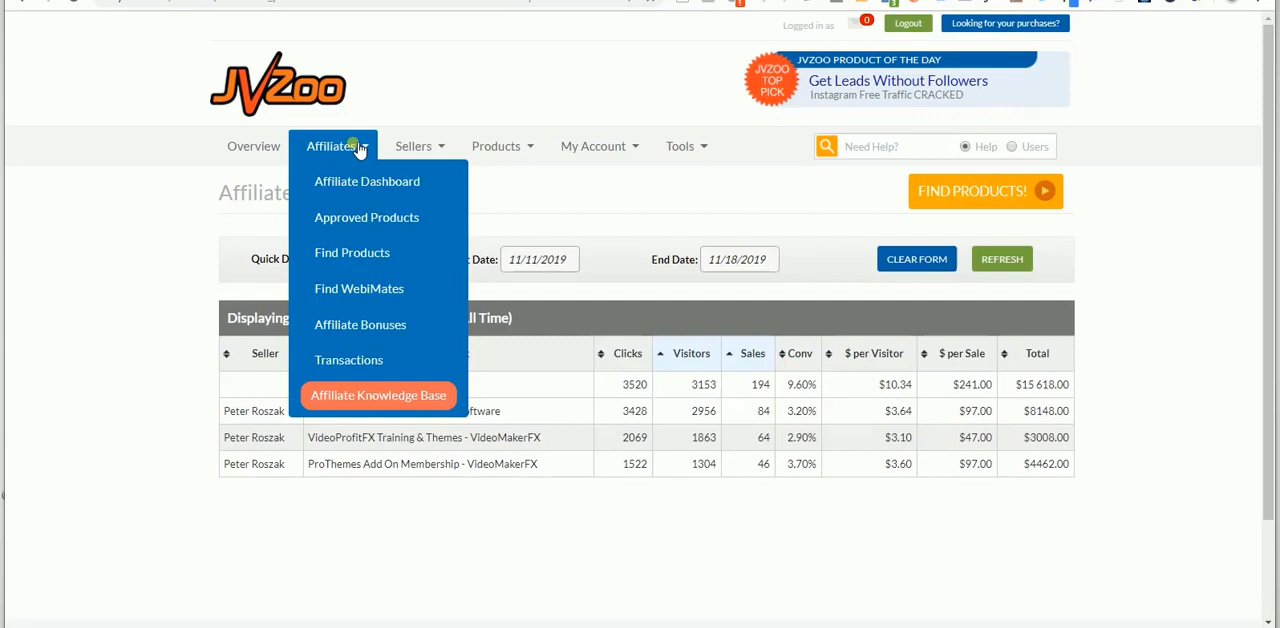 Logged in as
0
Logout
Looking for your purchases?
JVZoo
JVZOO TOP PICK
JVZOO PRODUCT OF THE DAY
Get Leads Without Followers
Instagram Free Traffic CRACKED
Overview Affiliates Sellers Products My Account Tools Need Help? Help Users
Affiliate Dashboard
Affiliate
FIND PRODUCTS!
Approved Products
Find Products
Quick D t Date: 11/11/2019 End Date: 11/18/2019 CLEAR FORM REFRESH
Find WebiMates
Affiliate Bonuses
Displaying ll Time)
Transactions
Seller t Clicks Visitors Sales Conv $ per Visitor $ per Sale Total
Affiliate Knowledge Base
3520 3153 194 9.60% $10.34 $241.00 $15 618.00
Peter Roszak ftware 3428 2956 84 3.20% $3.64 $97.00 $8148.00
Peter Roszak VideoProfitFX Training & Themes - VideoMakerFX 2069 1863 64 2.90% $3.10 $47.00 $3008.00
Peter Roszak ProThemes Add On Membership - VideoMakerFX 1522 1304 46 3.70% $3.60 $97.00 $4462.00